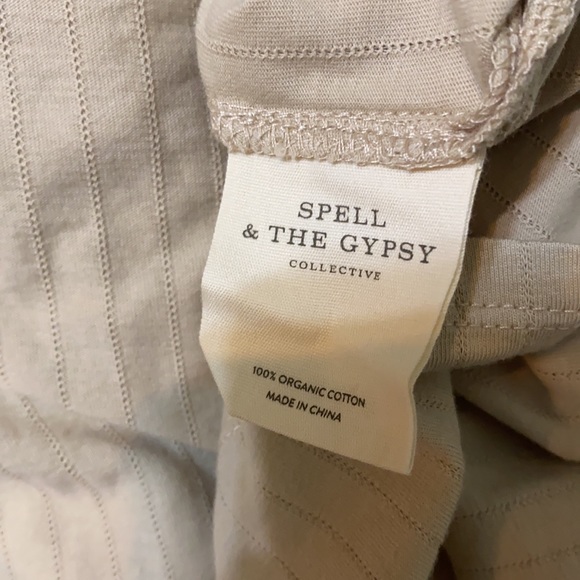 SPELL
& THE GYPSY
COLLECTIVE
100% ORGANIC COTTON
MADE IN CHINA